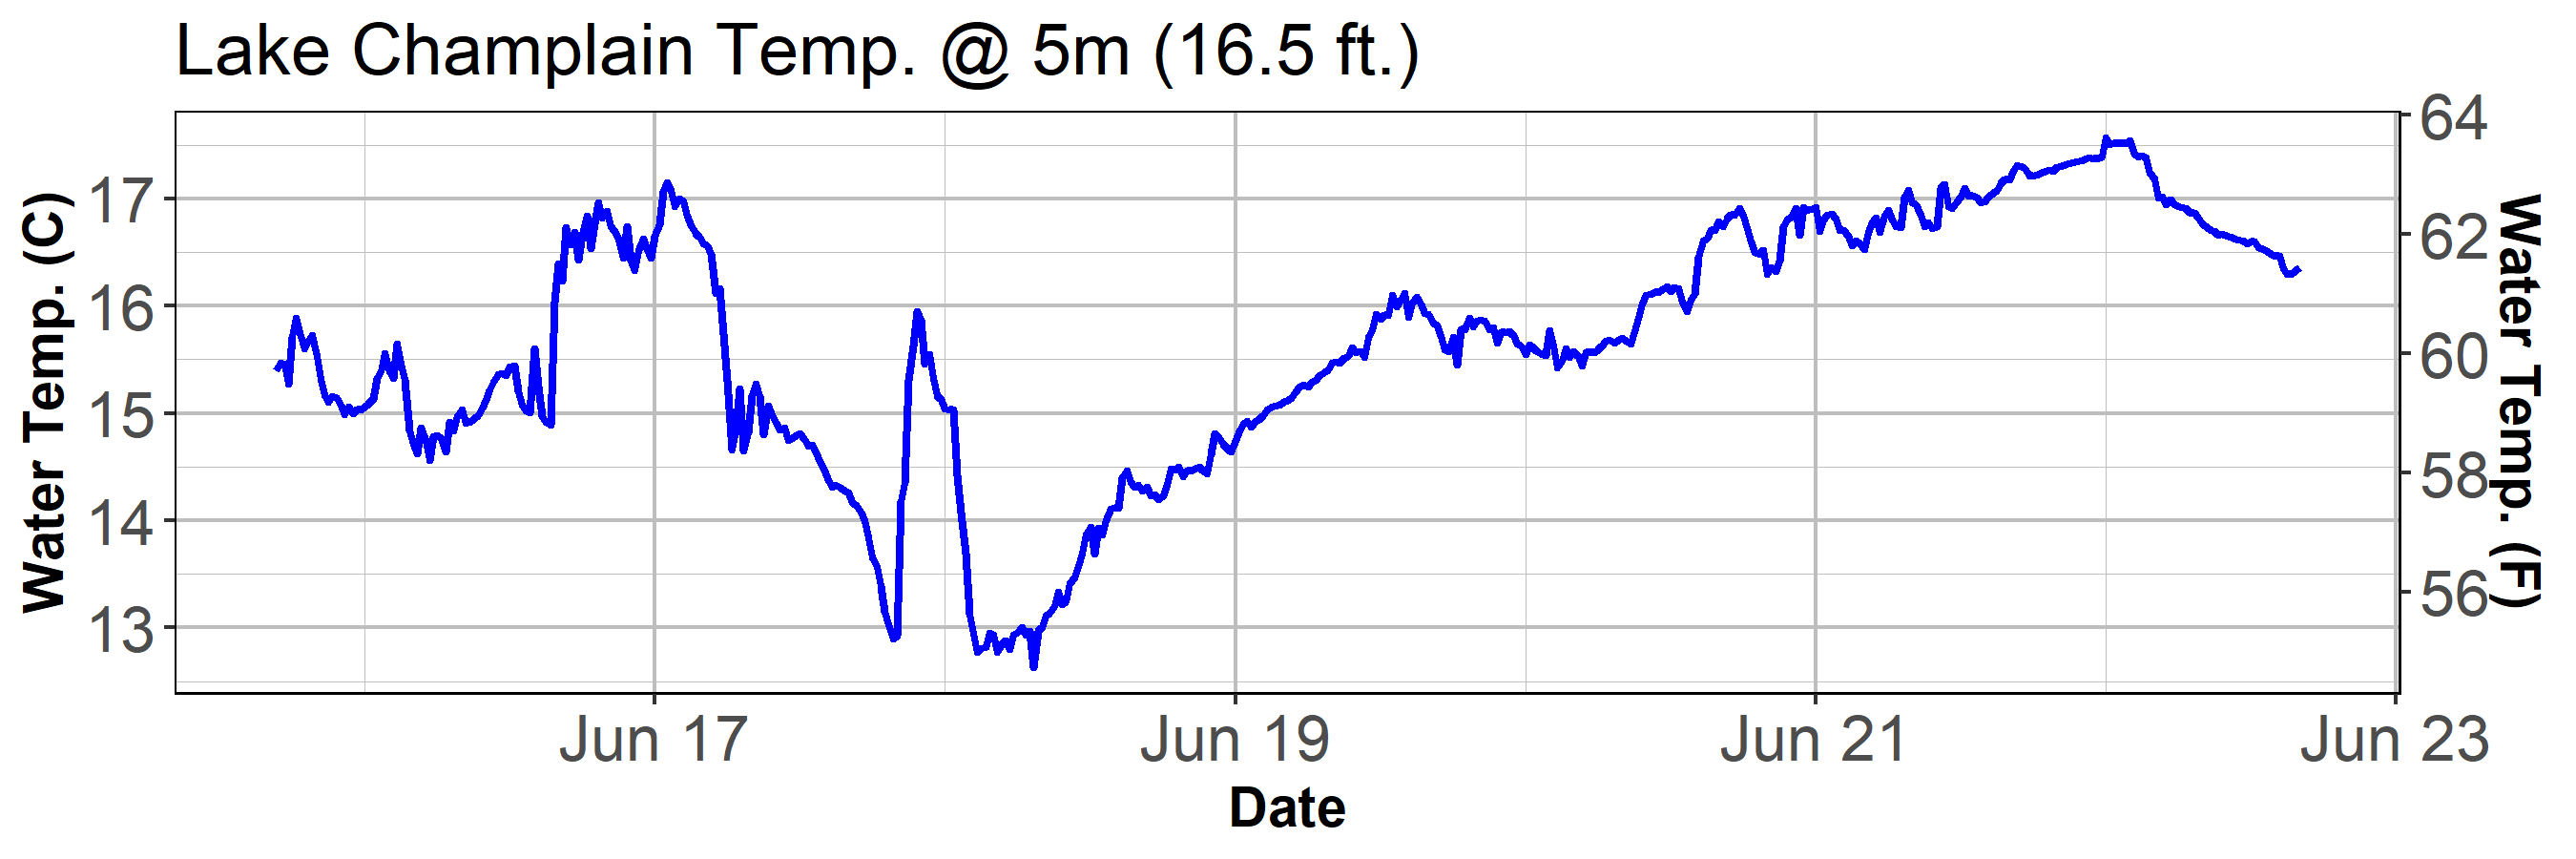 Lake Champlain Temp. @ 5m (16.5 ft.)
Water Temp. (C)
17
16
15
14
13
64
62
60
58
56
Water Temp. (F)
Jun 17 Jun 19 Jun 21 Jun 23
Date